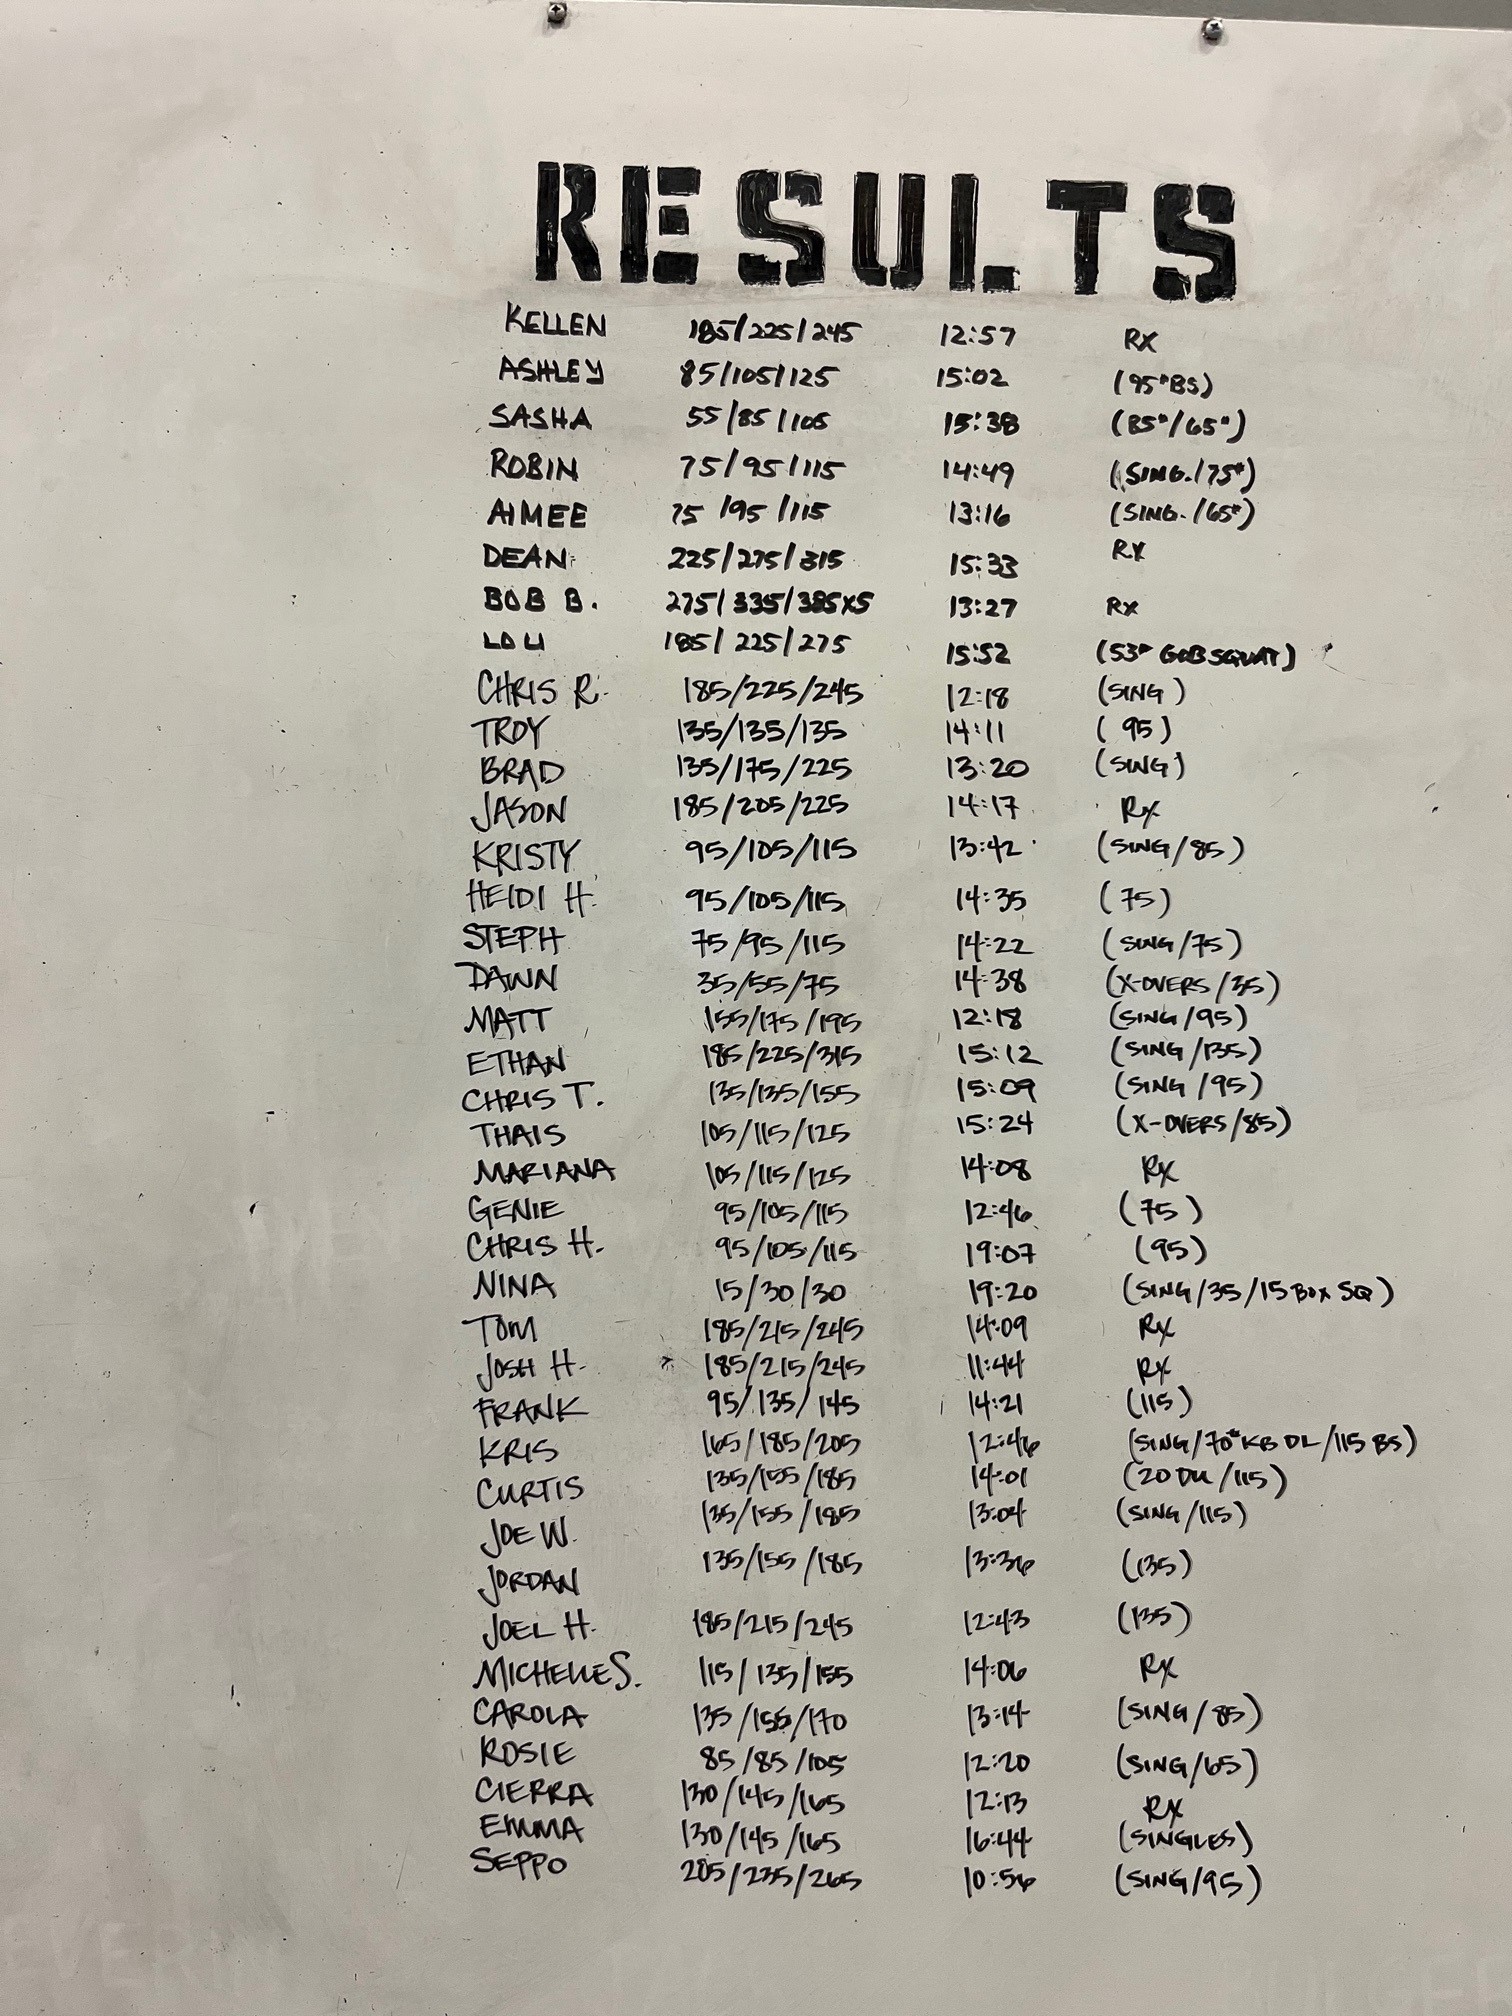 RESULTS
KELLEN 185/225/245 12:57 RX
ASHLEY 85/105/125 15:02 (95#BS)
SASHA 55/85/105 15:38 (85#/65#)
ROBIN 75/95/115 14:49 (SING./75#)
AIMEE 75/95/115 13:16 (SING./65#)
DEAN 225/275/315 15:33 RX
BOB B. 275/335/385x5 13:27 RX
LOU 185/225/275 15:52 (53# GOBSQUAT)
CHRIS R. 185/225/245 12:18 (SING)
TROY 135/135/135 14:11 (95)
BRAD 135/175/225 13:20 (SING)
JASON 185/205/225 14:17 Rx
KRISTY 95/105/115 13:42 (SING/85)
HEIDI H. 95/105/115 14:35 (75)
STEPH 75/95/115 14:22 (SING/75)
DAWN 35/55/75 14:38 (X-OVERS/35)
MATT 155/175/195 12:18 (SING/95)
ETHAN 185/225/315 15:12 (SING/135)
CHRIS T. 135/135/155 15:09 (SING/95)
THAIS 105/115/125 15:24 (X-OVERS/85)
MARIANA 105/115/125 14:08 Rx
GENIE 95/105/115 12:46 (75)
CHRIS H. 95/105/115 19:07 (95)
NINA 15/30/30 19:20 (SING/35/15 BOX SQ)
TOM 185/215/245 14:09 Rx
JOSH H. 185/215/245 11:44 Rx
FRANK 95/135/145 14:21 (115)
KRIS 165/185/205 12:46 (SING/70# KB DL/115 BS)
CURTIS 135/155/185 14:01 (20 DU/115)
JOE W. 135/155/185 13:04 (SING/115)
JORDAN 135/155/185 13:36 (135)
JOEL H. 185/215/245 12:43 (135)
MICHELLE S. 115/135/155 14:06 Rx
CAROLA 135/155/170 13:14 (SING/85)
ROSIE 85/85/105 12:20 (SING/65)
CIERRA 130/145/165 12:13 Rx
EMMA 130/145/165 16:44 (SINGLES)
SEPPO 205/235/265 10:56 (SING/95)